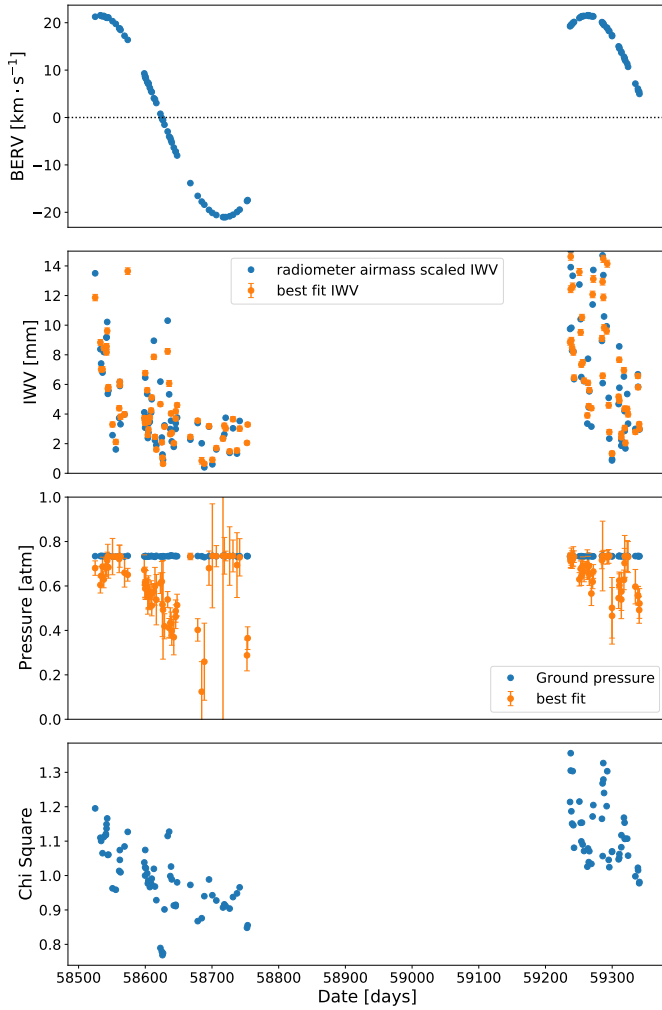 20
10
0
−10
−20
BERV [km · s⁻¹]
14
12
10
8
6
4
2
0
IWV [mm]
radiometer airmass scaled IWV
best fit IWV
1.0
0.8
0.6
0.4
0.2
0.0
Pressure [atm]
Ground pressure
best fit
1.3
1.2
1.1
1.0
0.9
0.8
Chi Square
58500 58600 58700 58800 58900 59000 59100 59200 59300
Date [days]